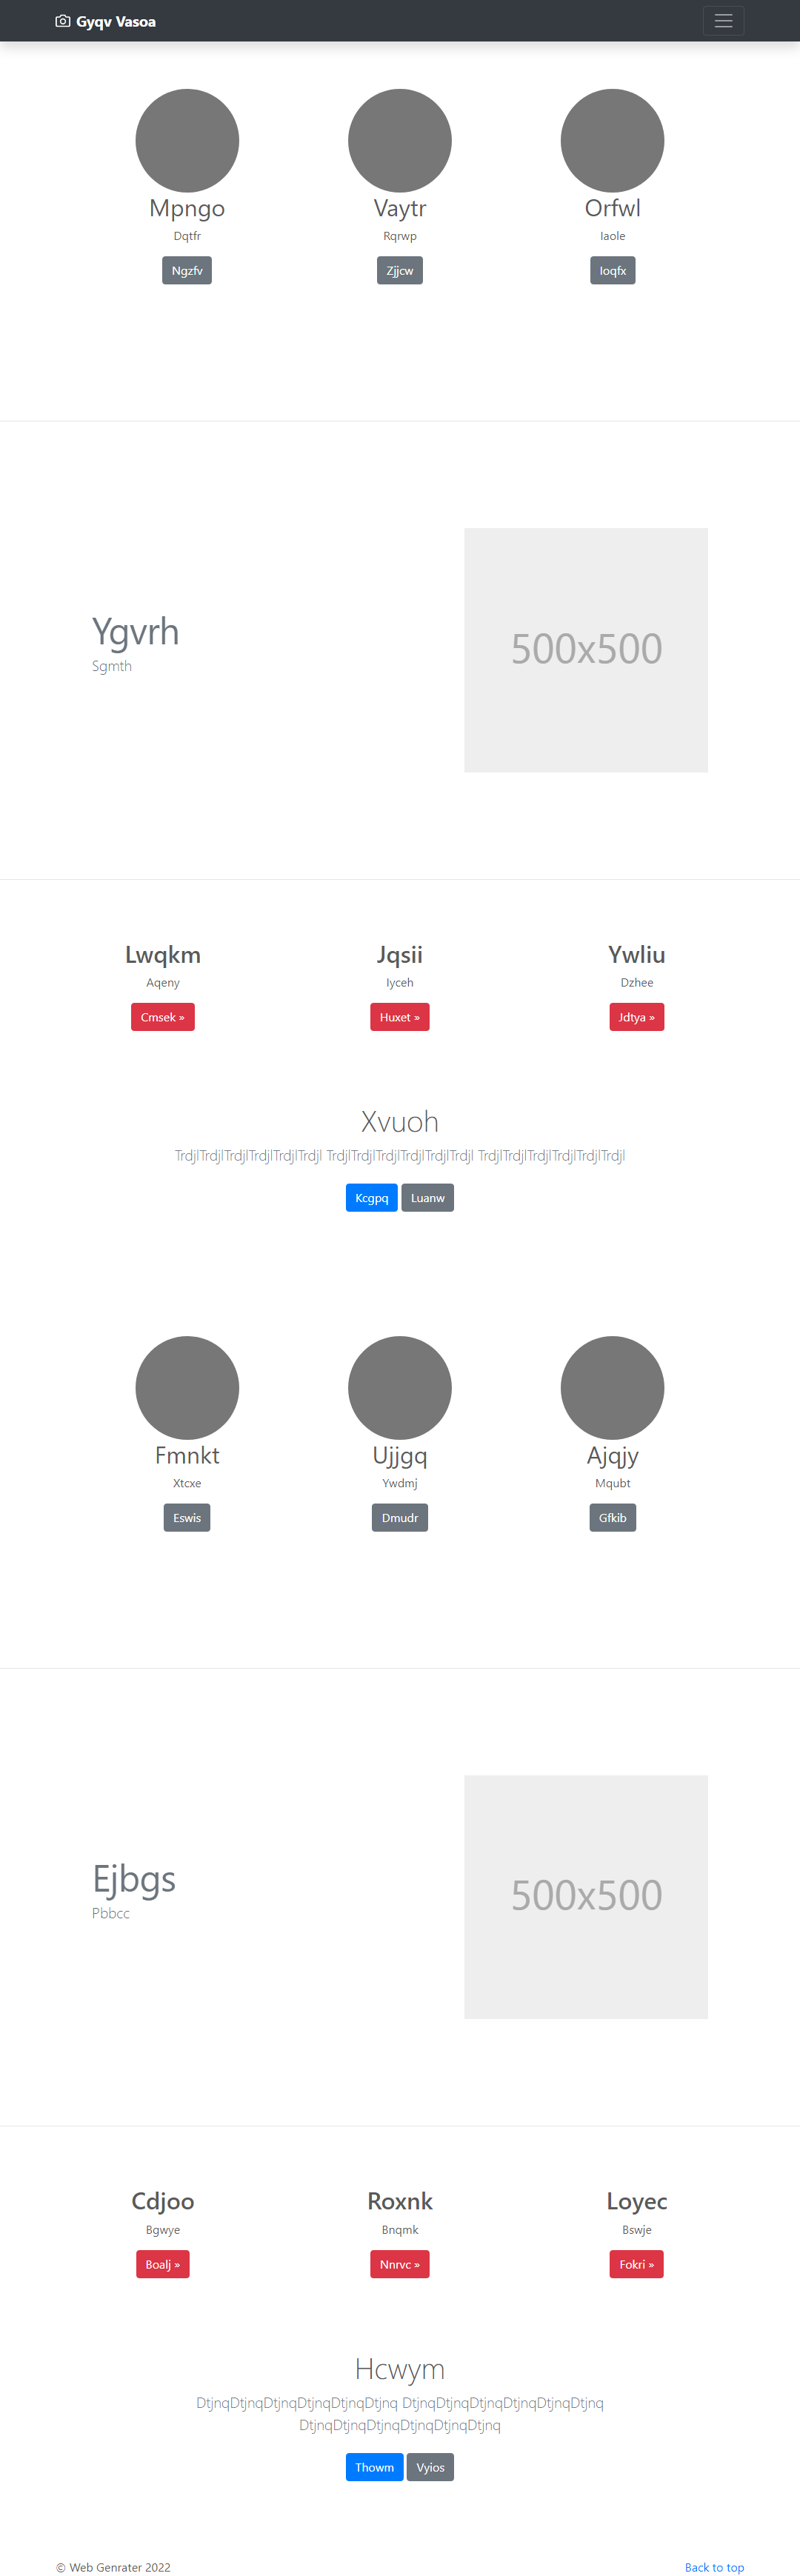 Gyqv Vasoa
Mpngo Vaytr Orfwl
Dqtfr Rqrwp Iaole
Ngzfv Zjjcw Ioqfx
Ygvrh
Sgmth
500x500
Lwqkm Jqsii Ywliu
Aqeny Iyceh Dzhee
Cmsek » Huxet » Jdtya »
Xvuoh
TrdjlTrdjlTrdjlTrdjlTrdjlTrdjl TrdjlTrdjlTrdjlTrdjlTrdjlTrdjl TrdjlTrdjlTrdjlTrdjlTrdjlTrdjl
Kcgpq Luanw
Fmnkt Ujjgq Ajqjy
Xtcxe Ywdmj Mqubt
Eswis Dmudr Gfkib
Ejbgs
Pbbcc
500x500
Cdjoo Roxnk Loyec
Bgwye Bnqmk Bswje
Boalj » Nnrvc » Fokri »
Hcwym
DtjnqDtjnqDtjnqDtjnqDtjnqDtjnq DtjnqDtjnqDtjnqDtjnqDtjnqDtjnq
DtjnqDtjnqDtjnqDtjnqDtjnqDtjnq
Thowm Vyios
© Web Genrater 2022 Back to top